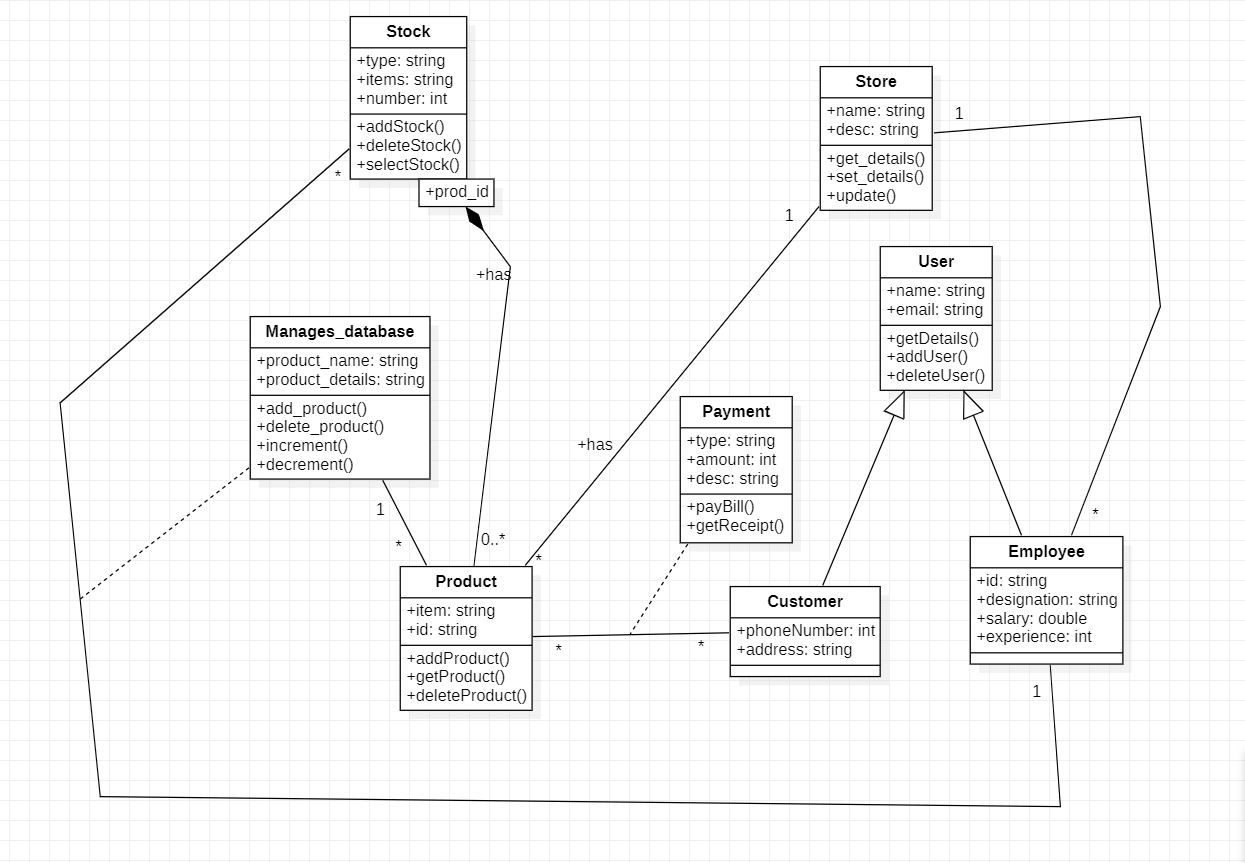 Stock
+type: string
+items: string
+number: int
+addStock()
+deleteStock()
+selectStock()
*
+prod_id
+has
Store
+name: string
+desc: string
+get_details()
+set_details()
+update()
1
1
+has
User
+name: string
+email: string
+getDetails()
+addUser()
+deleteUser()
Manages_database
+product_name: string
+product_details: string
+add_product()
+delete_product()
+increment()
+decrement()
1
*
0..*
*
Payment
+type: string
+amount: int
+desc: string
+payBill()
+getReceipt()
*
Product
+item: string
+id: string
+addProduct()
+getProduct()
+deleteProduct()
*
*
Customer
+phoneNumber: int
+address: string
Employee
+id: string
+designation: string
+salary: double
+experience: int
1